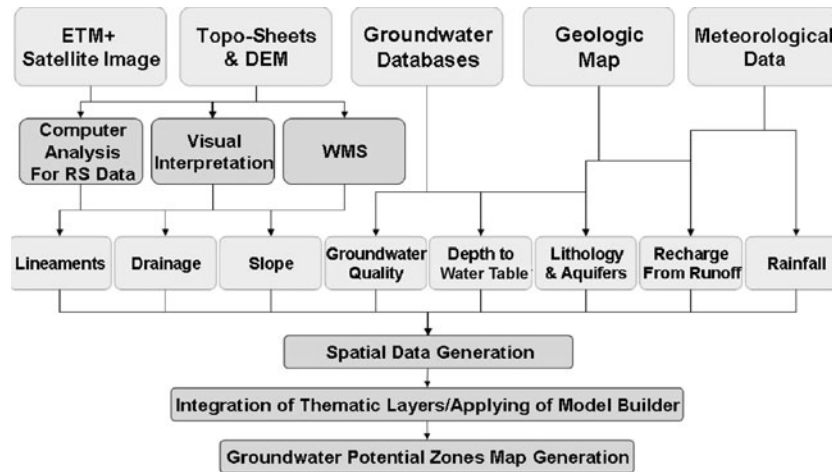 ETM+
Satellite Image
Topo-Sheets
& DEM
Groundwater
Databases
Geologic
Map
Meteorological
Data
Computer
Analysis
For RS Data
Visual
Interpretation
WMS
Lineaments
Drainage
Slope
Groundwater
Quality
Depth to
Water Table
Lithology
& Aquifers
Recharge
From Runoff
Rainfall
Spatial Data Generation
Integration of Thematic Layers/Applying of Model Builder
Groundwater Potential Zones Map Generation